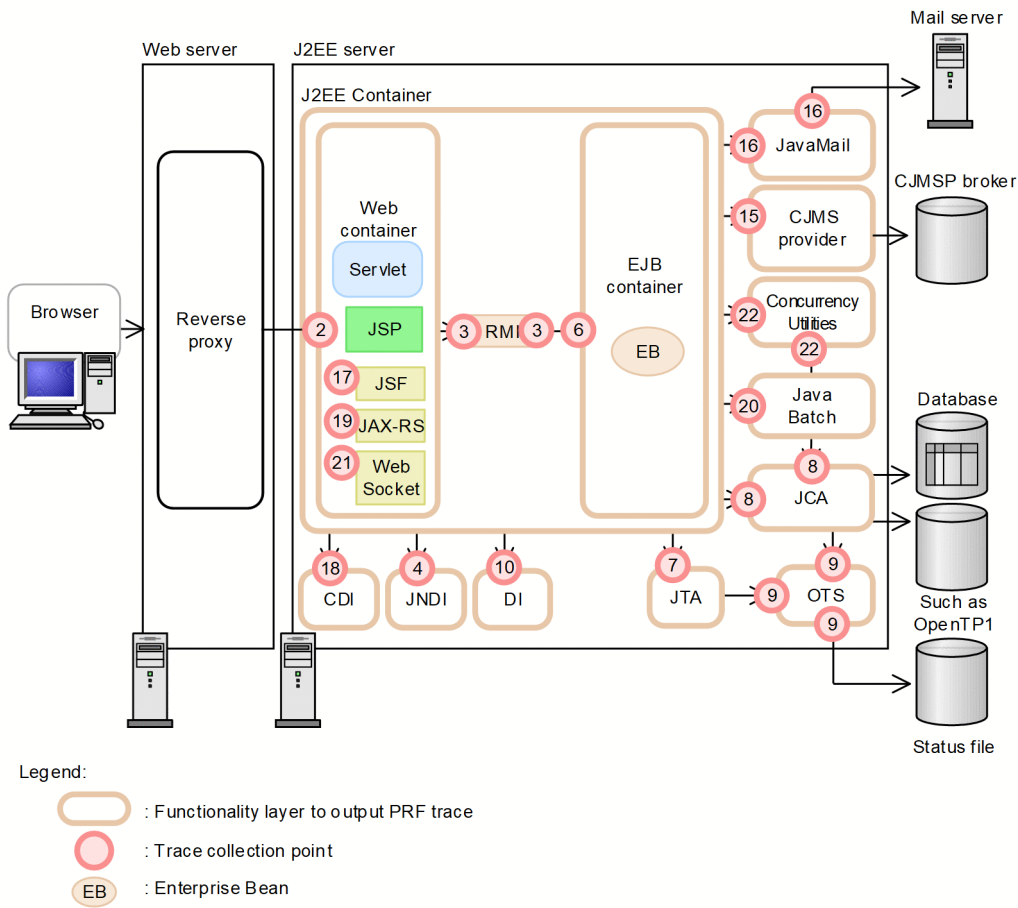 Mail server
Web server
J2EE server
J2EE Container
16
16
JavaMail
CJMSP broker
Web
container
15
CJMS
provider
Servlet
EJB
container
Browser
Reverse
proxy
2
JSP
3
RMI
3
6
EB
22
Concurrency
Utilities
22
17
JSF
19
JAX-RS
21
Web
Socket
20
Java
Batch
Database
8
8
JCA
18
CDI
4
JNDI
10
DI
7
JTA
9
9
OTS
9
Such as
OpenTP1
Status file
Legend:
: Functionality layer to output PRF trace
: Trace collection point
EB
: Enterprise Bean